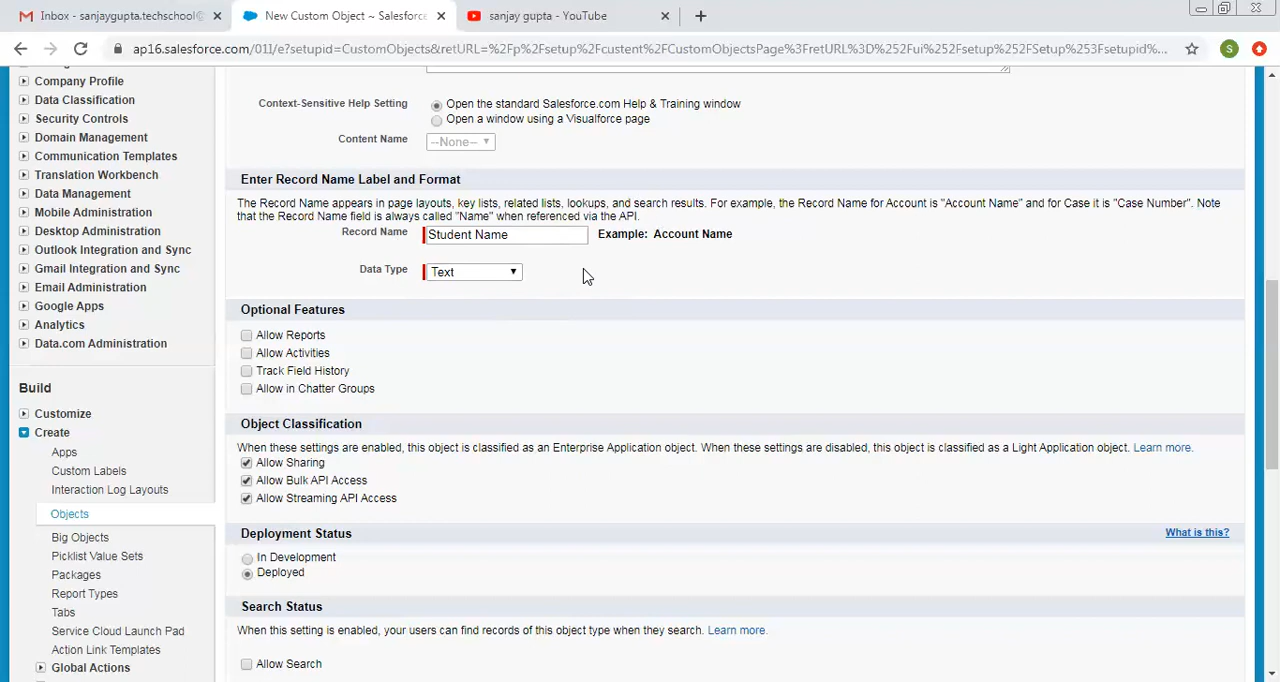 Inbox - sanjaygupta.techschool@
New Custom Object ~ Salesforce
sanjay gupta - YouTube
ap16.salesforce.com/011/e?setupid=CustomObjects&retURL=%2Fp%2Fsetup%2Fcustent%2FCustomObjectsPage%3FretURL%3D%252Fui%252Fsetup%252FSetup%253Fsetupid%...
S
Company Profile
Data Classification
Security Controls
Domain Management
Communication Templates
Translation Workbench
Data Management
Mobile Administration
Desktop Administration
Outlook Integration and Sync
Gmail Integration and Sync
Email Administration
Google Apps
Analytics
Data.com Administration
Build
Customize
Create
Apps
Custom Labels
Interaction Log Layouts
Objects
Big Objects
Picklist Value Sets
Packages
Report Types
Tabs
Service Cloud Launch Pad
Action Link Templates
Global Actions
Context-Sensitive Help Setting
Open the standard Salesforce.com Help & Training window
Open a window using a Visualforce page
Content Name
--None--
Enter Record Name Label and Format
The Record Name appears in page layouts, key lists, related lists, lookups, and search results. For example, the Record Name for Account is "Account Name" and for Case it is "Case Number". Note
that the Record Name field is always called "Name" when referenced via the API.
Record Name Student Name Example: Account Name
Data Type Text
Optional Features
Allow Reports
Allow Activities
Track Field History
Allow in Chatter Groups
Object Classification
When these settings are enabled, this object is classified as an Enterprise Application object. When these settings are disabled, this object is classified as a Light Application object. Learn more.
Allow Sharing
Allow Bulk API Access
Allow Streaming API Access
Deployment Status What is this?
In Development
Deployed
Search Status
When this setting is enabled, your users can find records of this object type when they search. Learn more.
Allow Search